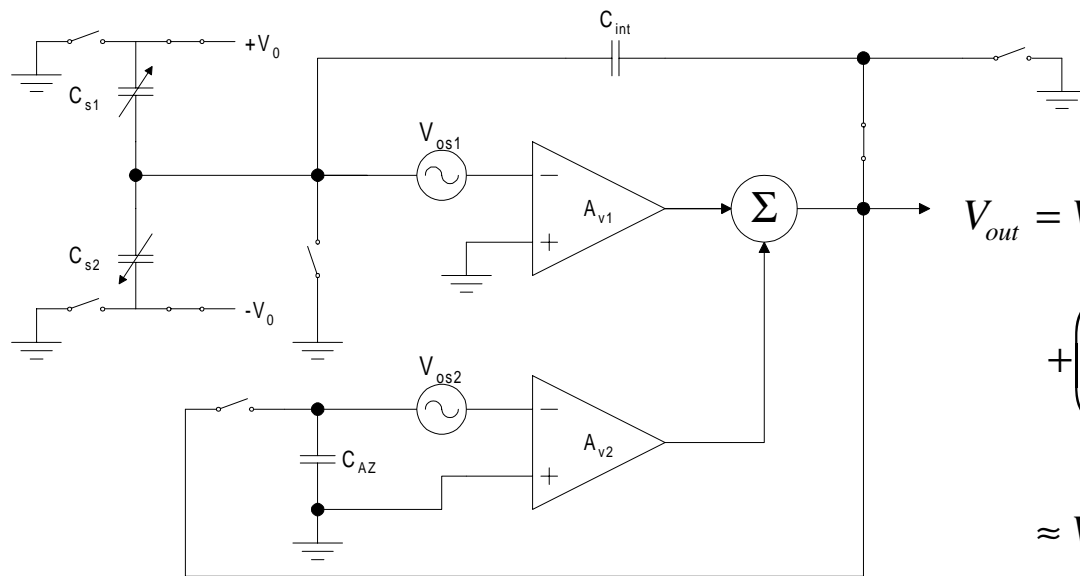 C_int
+V_0
C_s1
V_os1
−
A_v1
+
Σ
V_out = V
C_s2
-V_0
V_os2
+(
−
A_v2
C_AZ
+
≈ V